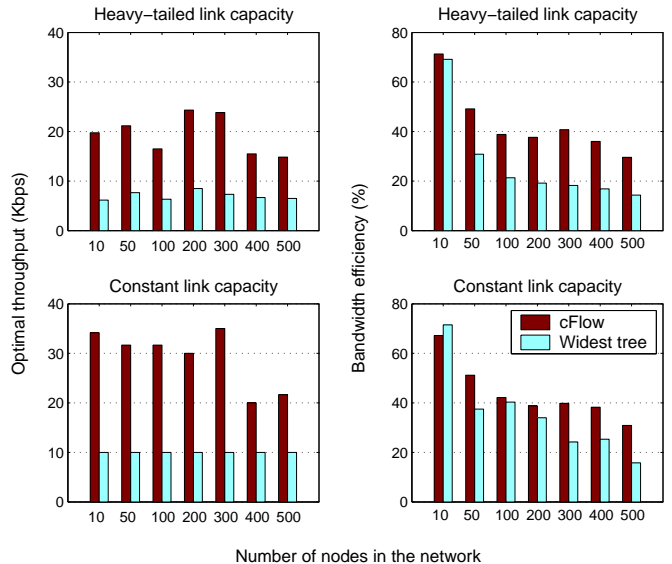 Heavy−tailed link capacity
Heavy−tailed link capacity
40
30
20
10
0
10 50 100 200 300 400 500
80
60
40
20
0
10 50 100 200 300 400 500
Optimal throughput (Kbps)
Bandwidth efficiency (%)
Constant link capacity
Constant link capacity
40
30
20
10
0
10 50 100 200 300 400 500
80
60
40
20
0
10 50 100 200 300 400 500
cFlow
Widest tree
Number of nodes in the network